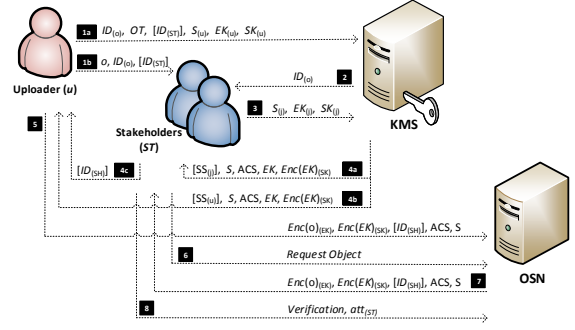 1a ID(o), OT, [ID(ST)], S(u), EK(u), SK(u)
1b o, ID(o), [ID(ST)]
Uploader (u)
ID(o) 2
3 S(j), EK(j), SK(j)
KMS
Stakeholders
(ST)
5
[ID(SH)] 4c
[SS(j)], S, ACS, EK, Enc(EK)(SK) 4a
[SS(u)], S, ACS, EK, Enc(EK)(SK) 4b
Enc(o)(EK), Enc(EK)(SK), [ID(SH)], ACS, S
6 Request Object
OSN
Enc(o)(EK), Enc(EK)(SK), [ID(SH)], ACS, S 7
8 Verification, att(ST)